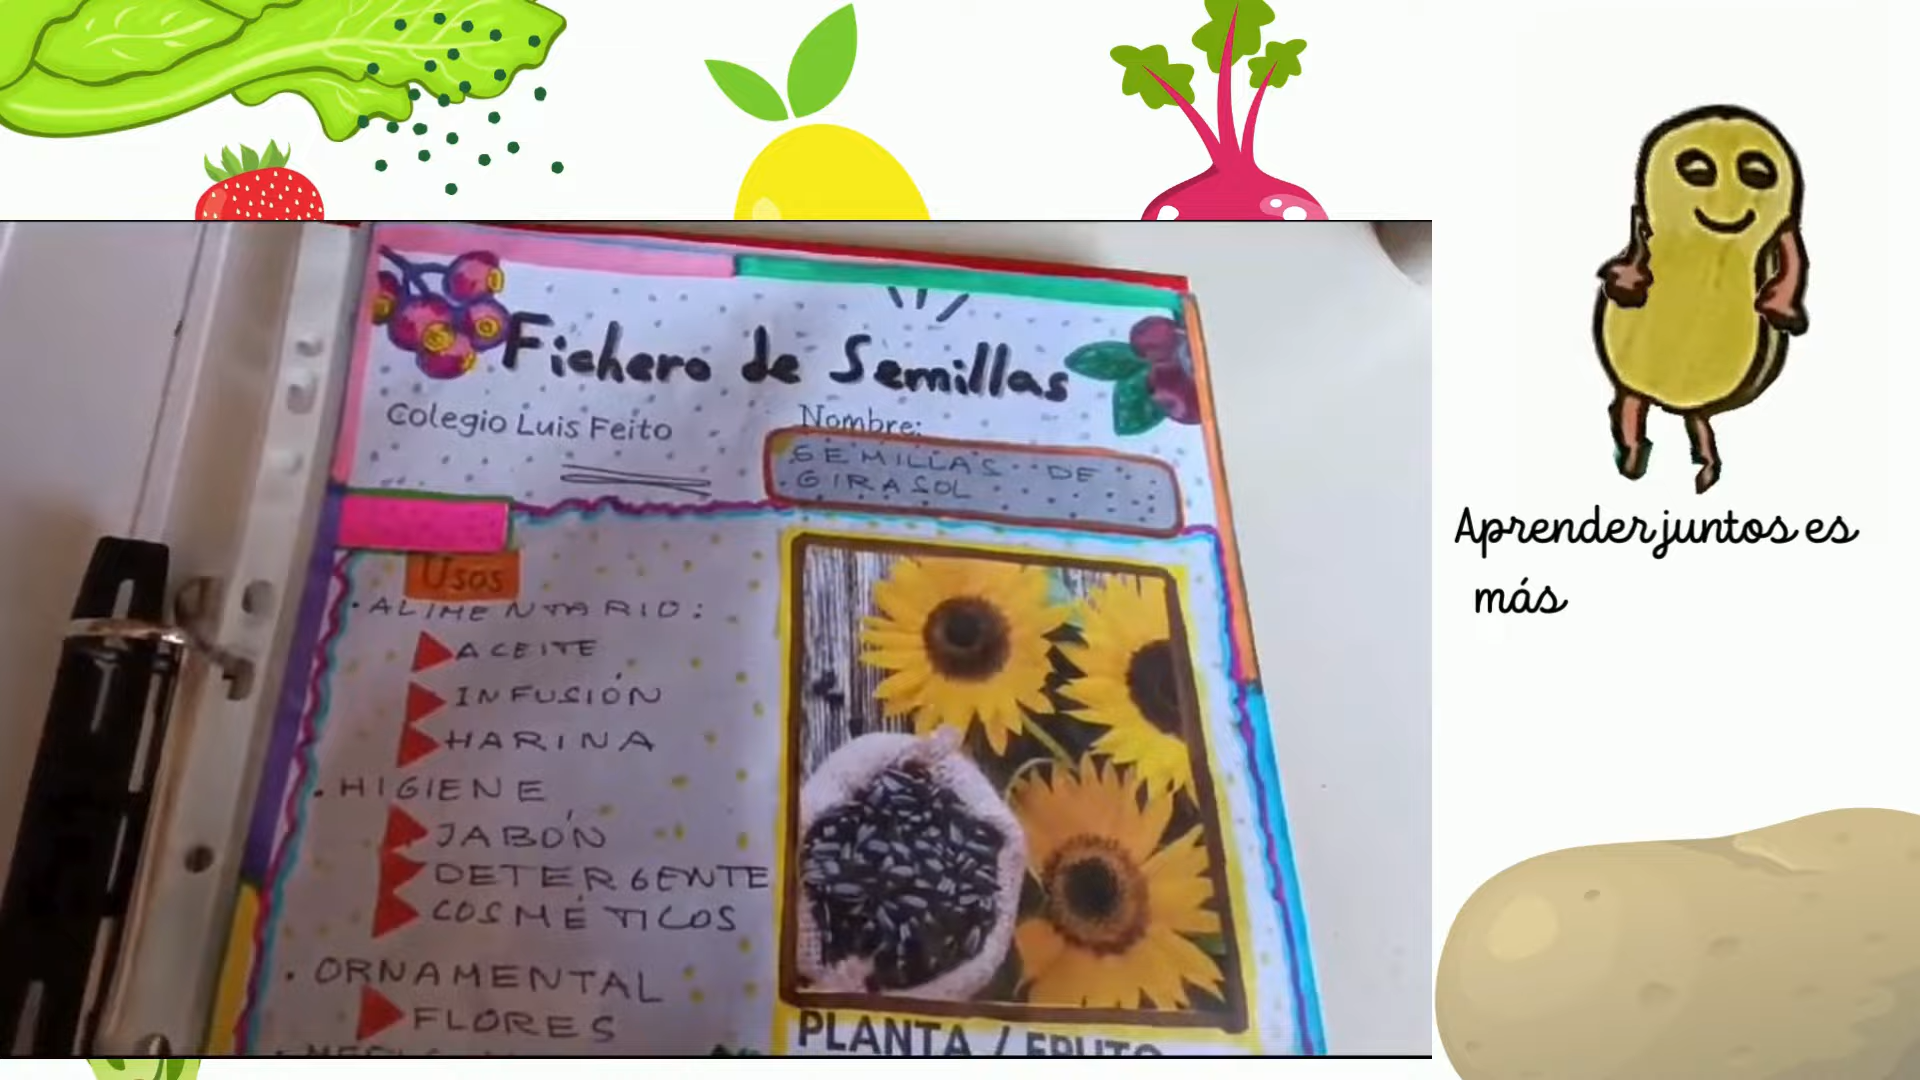 Fichero de Semillas
Colegio Luis Feito
Nombre:
SEMILLAS DE
GIRASOL
Usos
• ALIMENTARIO:
ACEITE
INFUSIÓN
HARINA
• HIGIENE
JABÓN
DETERGENTE
COSMÉTICOS
• ORNAMENTAL
FLORES
PLANTA / FRUTO
Aprender juntos es
más